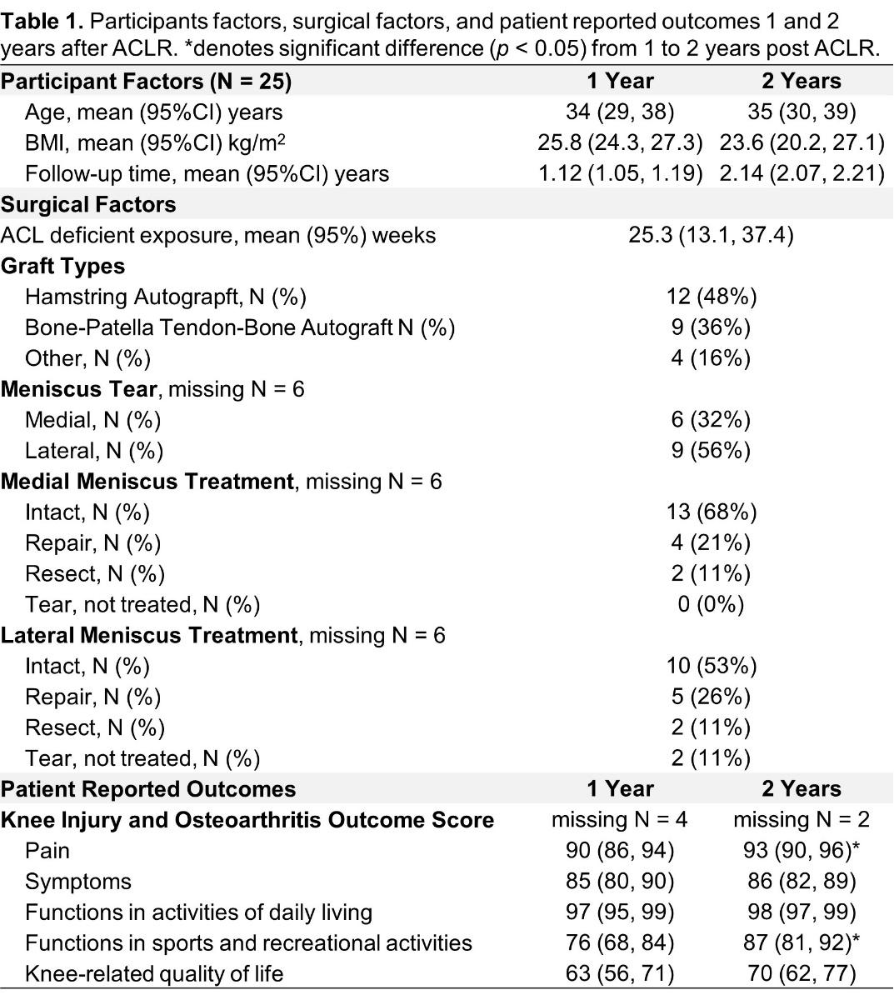 Table 1. Participants factors, surgical factors, and patient reported outcomes 1 and 2
years after ACLR. *denotes significant difference (p < 0.05) from 1 to 2 years post ACLR.
Participant Factors (N = 25) 1 Year 2 Years
Age, mean (95%CI) years 34 (29, 38) 35 (30, 39)
BMI, mean (95%CI) kg/m² 25.8 (24.3, 27.3) 23.6 (20.2, 27.1)
Follow-up time, mean (95%CI) years 1.12 (1.05, 1.19) 2.14 (2.07, 2.21)
Surgical Factors
ACL deficient exposure, mean (95%) weeks 25.3 (13.1, 37.4)
Graft Types
Hamstring Autograpft, N (%) 12 (48%)
Bone-Patella Tendon-Bone Autograft N (%) 9 (36%)
Other, N (%) 4 (16%)
Meniscus Tear, missing N = 6
Medial, N (%) 6 (32%)
Lateral, N (%) 9 (56%)
Medial Meniscus Treatment, missing N = 6
Intact, N (%) 13 (68%)
Repair, N (%) 4 (21%)
Resect, N (%) 2 (11%)
Tear, not treated, N (%) 0 (0%)
Lateral Meniscus Treatment, missing N = 6
Intact, N (%) 10 (53%)
Repair, N (%) 5 (26%)
Resect, N (%) 2 (11%)
Tear, not treated, N (%) 2 (11%)
Patient Reported Outcomes 1 Year 2 Years
Knee Injury and Osteoarthritis Outcome Score missing N = 4 missing N = 2
Pain 90 (86, 94) 93 (90, 96)*
Symptoms 85 (80, 90) 86 (82, 89)
Functions in activities of daily living 97 (95, 99) 98 (97, 99)
Functions in sports and recreational activities 76 (68, 84) 87 (81, 92)*
Knee-related quality of life 63 (56, 71) 70 (62, 77)